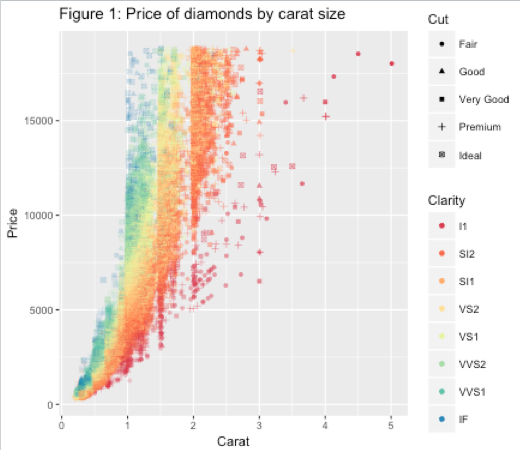 Figure 1: Price of diamonds by carat size
Cut
Fair
Good
Very Good
Premium
Ideal
Clarity
I1
SI2
SI1
VS2
VS1
VVS2
VVS1
IF
Price
15000
10000
5000
0
0 1 2 3 4 5
Carat